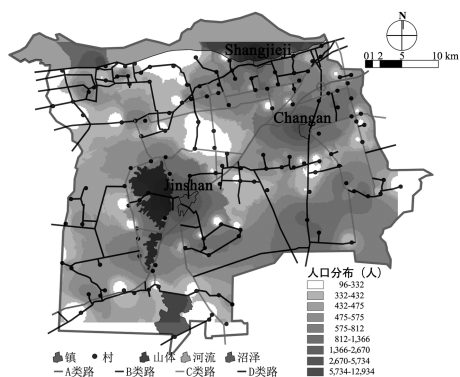 N
0 1 2 5 10 km
Shangjieji
Changan
Jinshan
人口分布（人）
96-332
332-432
432-475
475-575
575-812
812-1,366
1,366-2,670
2,670-5,734
5,734-12,934
镇 村 山体 河流 沼泽
A类路 B类路 C类路 D类路